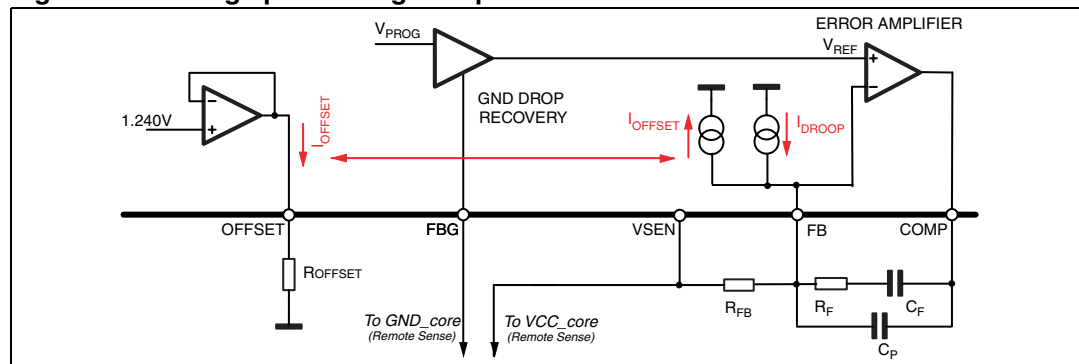 ERROR AMPLIFIER
VPROG
VREF
GND DROP
RECOVERY
1.240V
IOFFSET
IOFFSET
IDROOP
OFFSET
FBG
VSEN
FB
COMP
ROFFSET
RFB
RF
CF
CP
To GND_core
(Remote Sense)
To VCC_core
(Remote Sense)